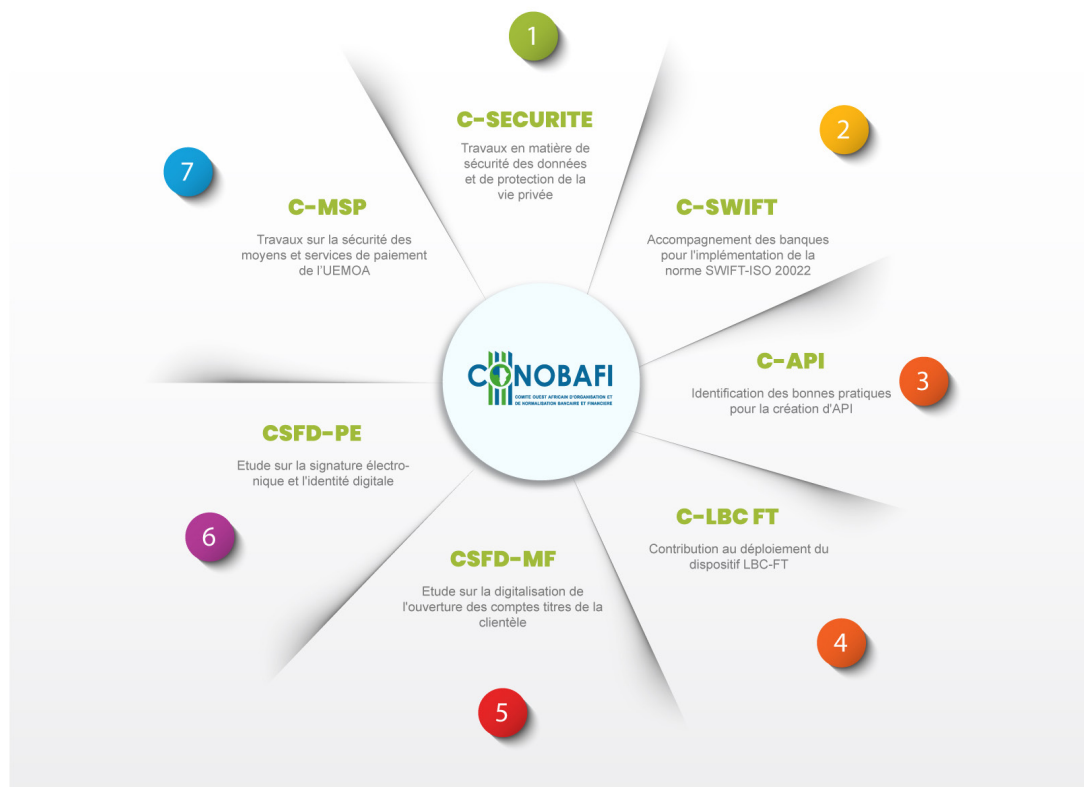 1
C-SECURITE
Travaux en matière de
sécurité des données
et de protection de la
vie privée
2
C-SWIFT
Accompagnement des banques
pour l'implémentation de la
norme SWIFT-ISO 20022
3
C-API
Identification des bonnes pratiques
pour la création d'API
4
C-LBC FT
Contribution au déploiement du
dispositif LBC-FT
5
CSFD-MF
Etude sur la digitalisation de
l'ouverture des comptes titres de la
clientèle
6
CSFD-PE
Etude sur la signature électro-
nique et l'identité digitale
7
C-MSP
Travaux sur la sécurité des
moyens et services de paiement
de l'UEMOA
CONOBAFI
COMITE OUEST AFRICAIN D'ORGANISATION ET
DE NORMALISATION BANCAIRE ET FINANCIERE